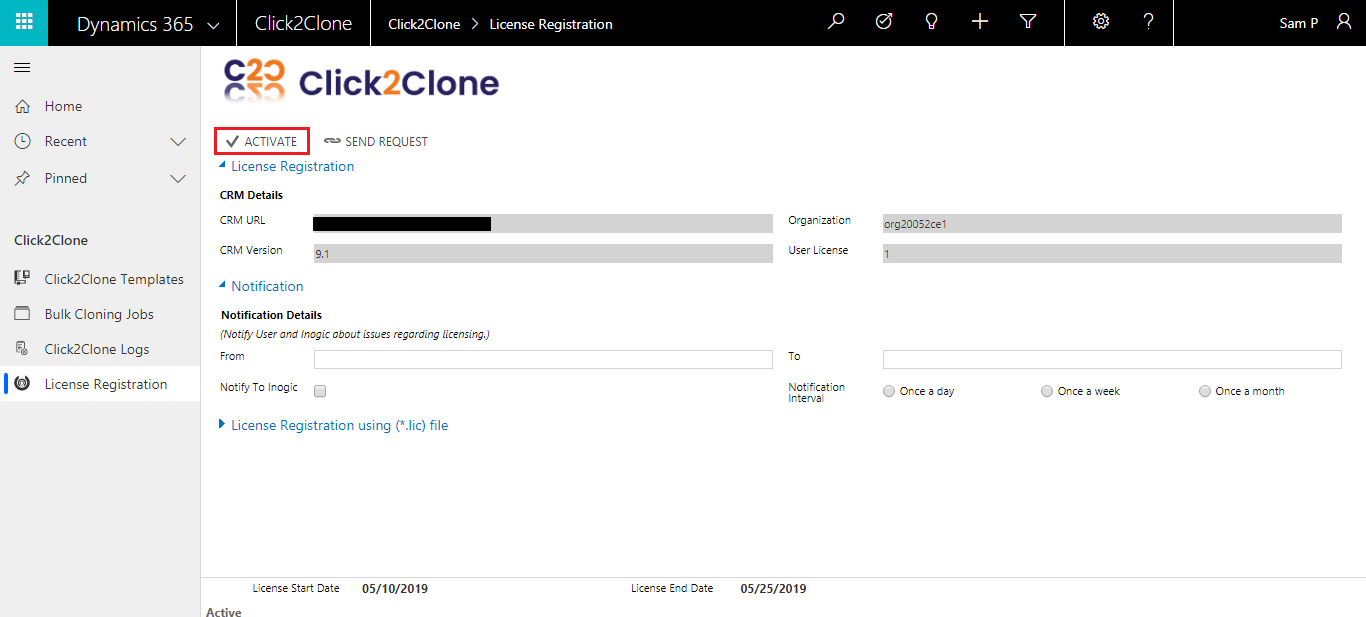 Dynamics 365 Click2Clone Click2Clone > License Registration Sam P
Home
Recent
Pinned
Click2Clone
Click2Clone Templates
Bulk Cloning Jobs
Click2Clone Logs
License Registration
C2C Click2Clone
ACTIVATE SEND REQUEST
License Registration
CRM Details
CRM URL Organization org20052ce1
CRM Version 9.1 User License 1
Notification
Notification Details
(Notify User and Inogic about issues regarding licensing.)
From To
Notify To Inogic Notification Interval Once a day Once a week Once a month
License Registration using (*.lic) file
License Start Date 05/10/2019 License End Date 05/25/2019
Active